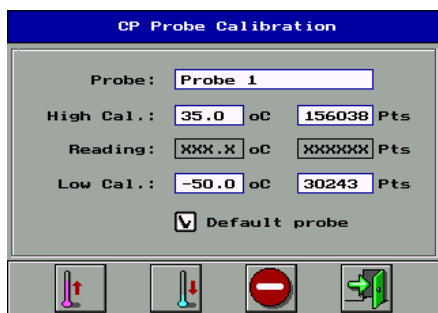 CP Probe Calibration
Probe: Probe 1
High Cal.: 35.0 oC 156038 Pts
Reading: XXX.X oC XXXXXX Pts
Low Cal.: -50.0 oC 30243 Pts
Default probe